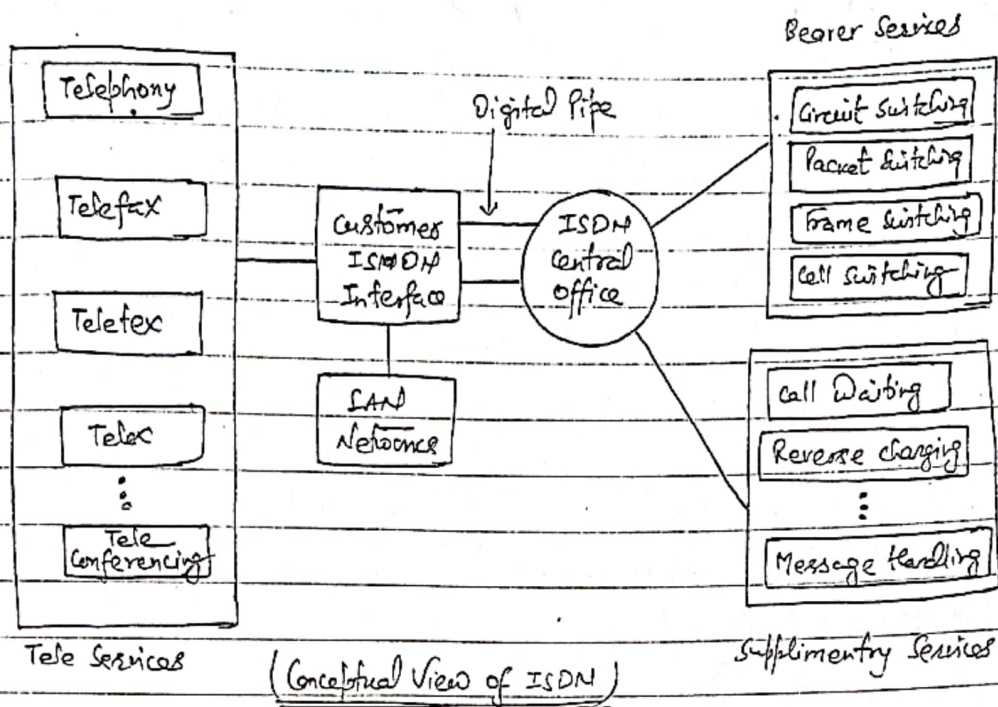 Bearer Services
Telephony
Digital Pipe
Circuit Switching
Packet Switching
Telefax
Customer
ISDN
Interface
ISDN
Central
Office
Frame Switching
Cell Switching
Teletex
LAN
Networks
Call Waiting
Telex
Reverse charging
Tele
Conferencing
Message Handling
Tele Services
Supplimentry Services
(Conceptual View of ISDN)